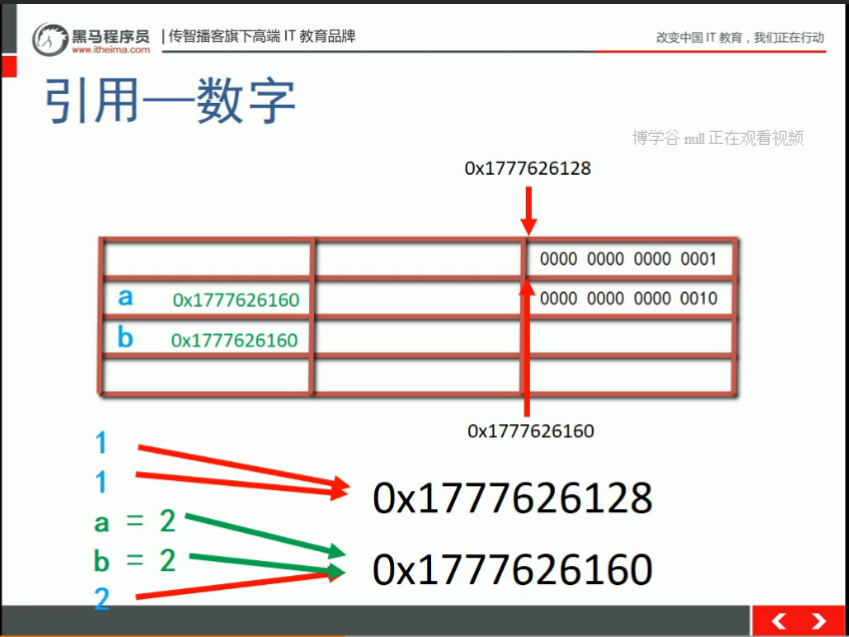 黑马程序员
www.itheima.com
传智播客旗下高端 IT 教育品牌
改变中国 IT 教育，我们正在行动
引用—数字
博学谷 null 正在观看视频
0x1777626128
0000 0000 0000 0001
a 0x1777626160
0000 0000 0000 0010
b 0x1777626160
0x1777626160
1
1
0x1777626128
a = 2
b = 2
0x1777626160
2